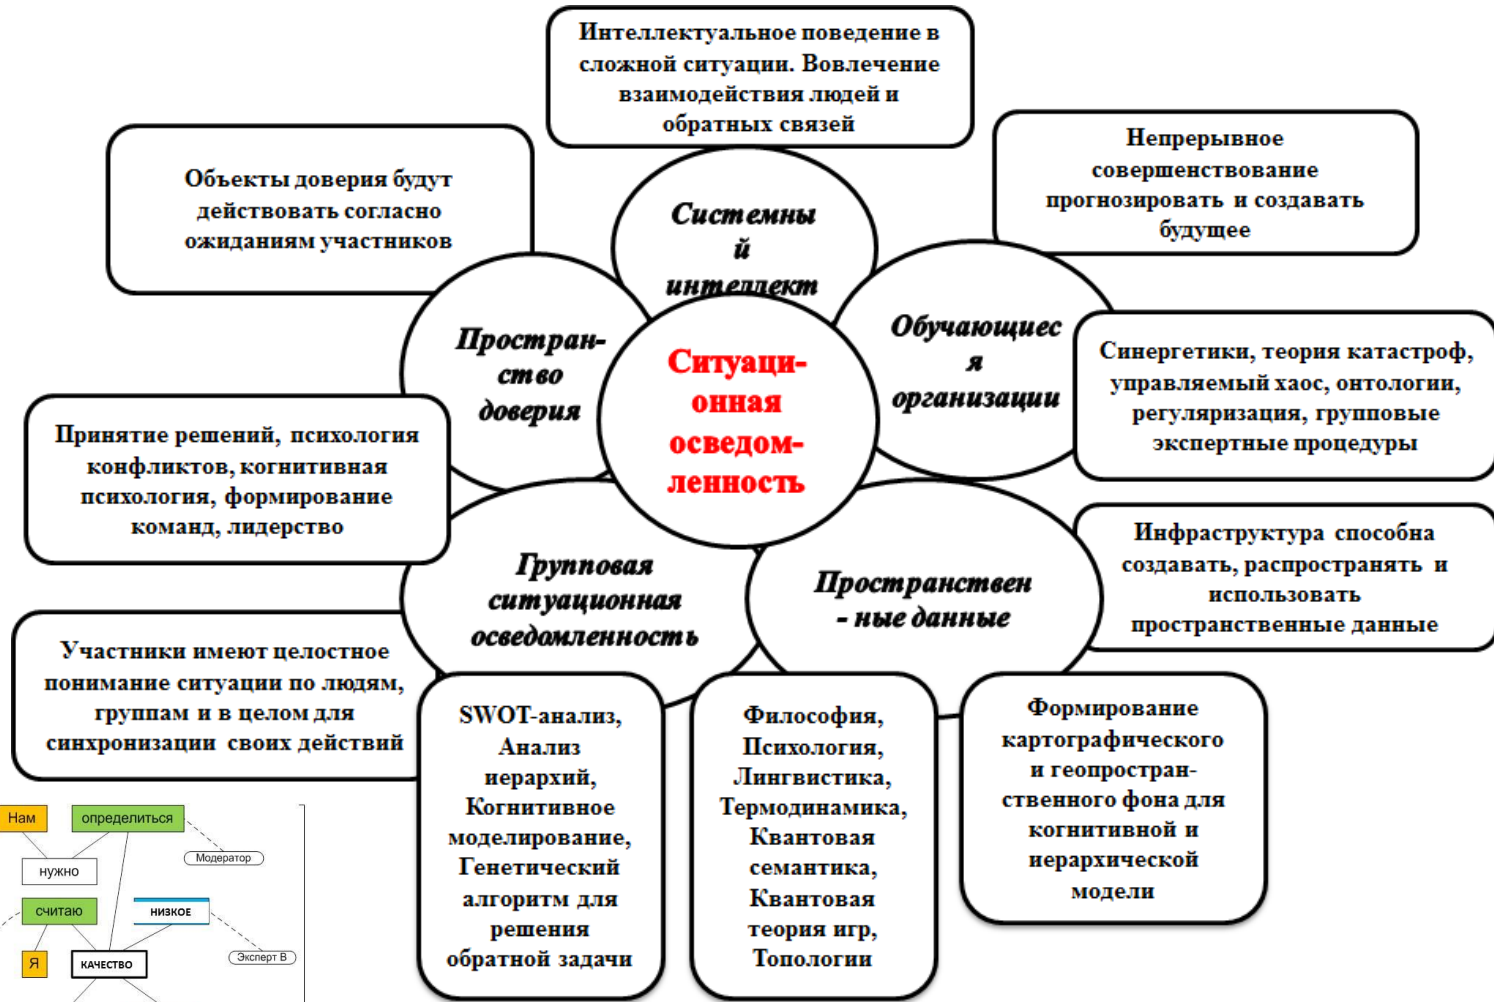 Интеллектуальное поведение в
сложной ситуации. Вовлечение
взаимодействия людей и
обратных связей
Объекты доверия будут
действовать согласно
ожиданиям участников
Непрерывное
совершенствование
прогнозировать и создавать
будущее
Системны
й
интеллект
Простран-
ство
доверия
Ситуаци-
онная
осведом-
ленность
Обучающиес
я
организации
Синергетики, теория катастроф,
управляемый хаос, онтологии,
регуляризация, групповые
экспертные процедуры
Принятие решений, психология
конфликтов, когнитивная
психология, формирование
команд, лидерство
Групповая
ситуационная
осведомленность
Пространствен
- ные данные
Инфраструктура способна
создавать, распространять и
использовать
пространственные данные
Участники имеют целостное
понимание ситуации по людям,
группам и в целом для
синхронизации своих действий
SWOT-анализ,
Анализ
иерархий,
Когнитивное
моделирование,
Генетический
алгоритм для
решения
обратной задачи
Философия,
Психология,
Лингвистика,
Термодинамика,
Квантовая
семантика,
Квантовая
теория игр,
Топологии
Формирование
картографического
и геопростран-
ственного фона для
когнитивной и
иерархической
модели
Нам
определиться
Модератор
нужно
считаю
НИЗКОЕ
Эксперт В
Я
КАЧЕСТВО